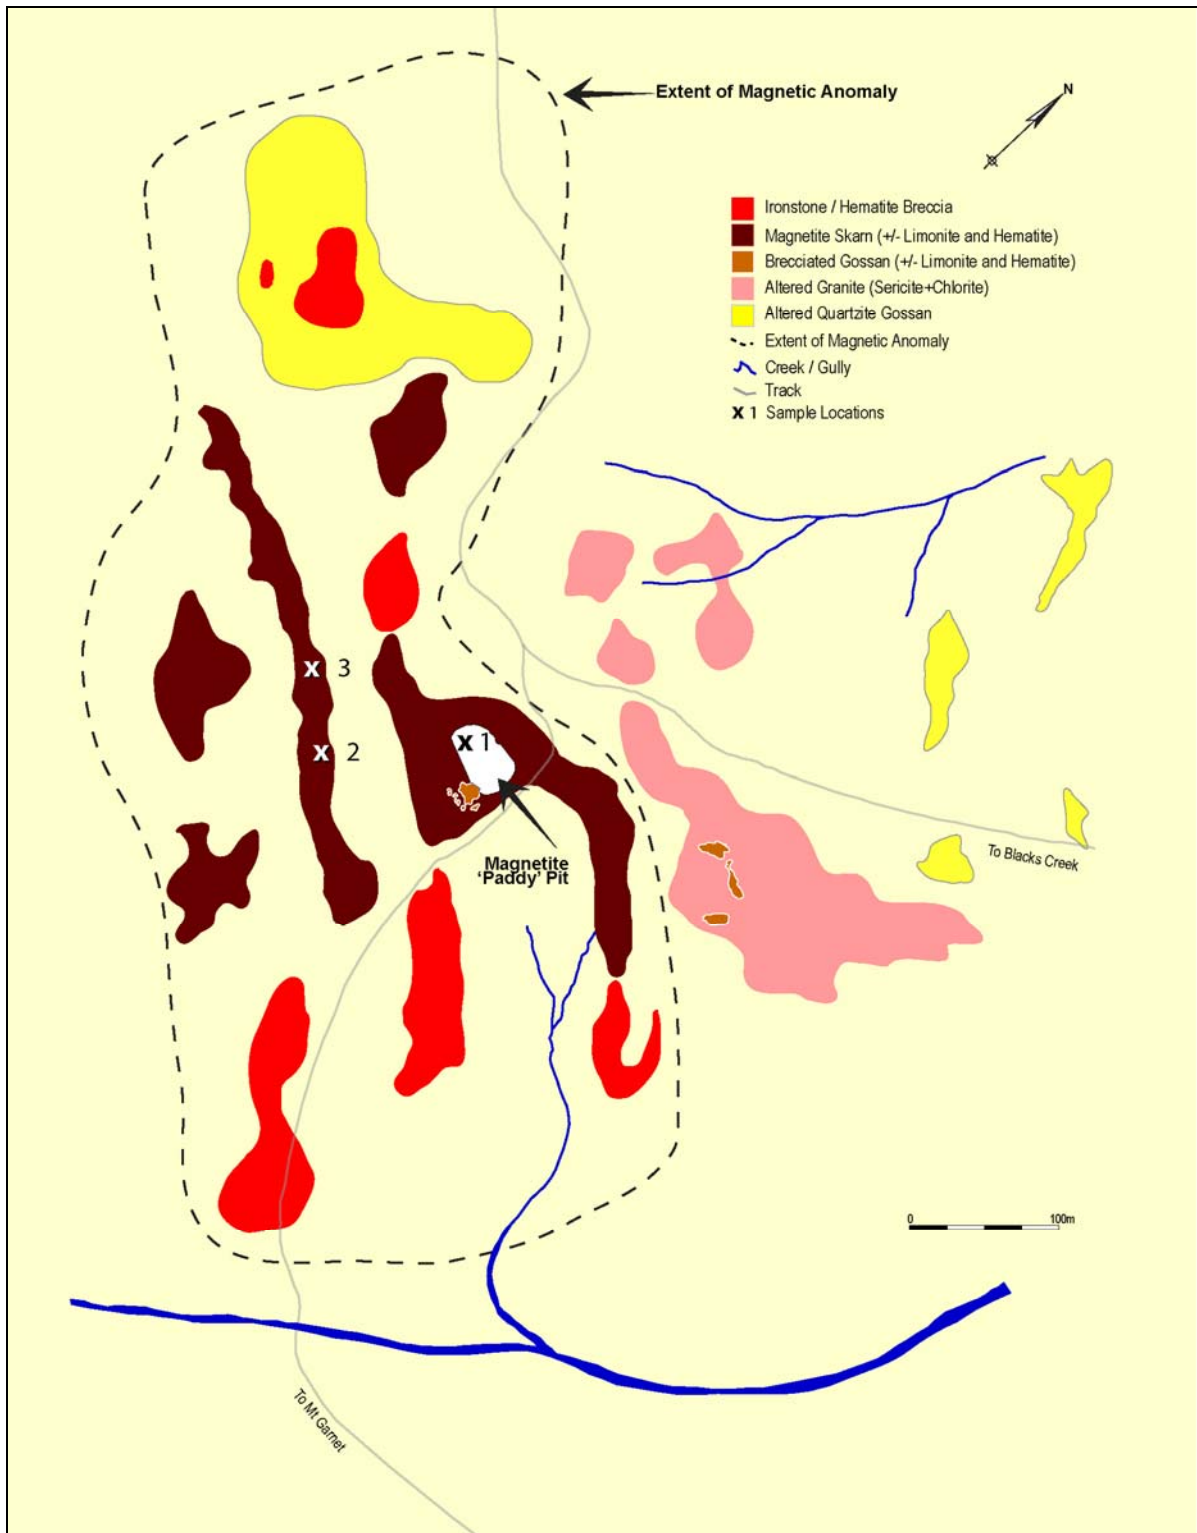 Extent of Magnetic Anomaly
N
Ironstone / Hematite Breccia
Magnetite Skarn (+/- Limonite and Hematite)
Brecciated Gossan (+/- Limonite and Hematite)
Altered Granite (Sericite+Chlorite)
Altered Quartzite Gossan
Extent of Magnetic Anomaly
Creek / Gully
Track
X 1 Sample Locations
X 3
X 2
X 1
Magnetite
'Paddy' Pit
To Blacks Creek
0 100m
To Mt Garnet